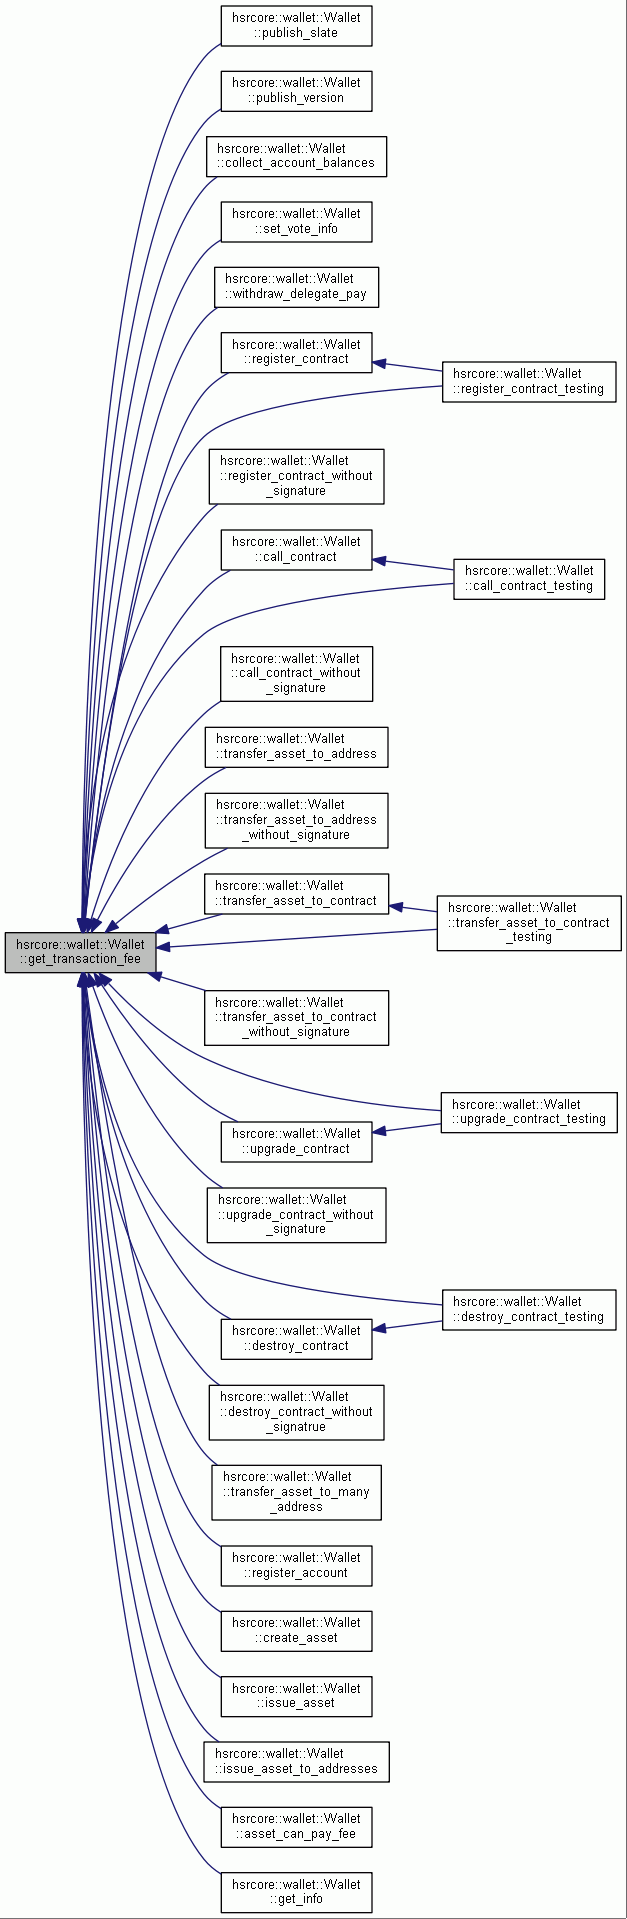 hsrcore::wallet::Wallet
::publish_slate
hsrcore::wallet::Wallet
::publish_version
hsrcore::wallet::Wallet
::collect_account_balances
hsrcore::wallet::Wallet
::set_vote_info
hsrcore::wallet::Wallet
::withdraw_delegate_pay
hsrcore::wallet::Wallet
::register_contract
hsrcore::wallet::Wallet
::register_contract_testing
hsrcore::wallet::Wallet
::register_contract_without
_signature
hsrcore::wallet::Wallet
::call_contract
hsrcore::wallet::Wallet
::call_contract_testing
hsrcore::wallet::Wallet
::call_contract_without
_signature
hsrcore::wallet::Wallet
::transfer_asset_to_address
hsrcore::wallet::Wallet
::transfer_asset_to_address
_without_signature
hsrcore::wallet::Wallet
::transfer_asset_to_contract
hsrcore::wallet::Wallet
::transfer_asset_to_contract
_testing
hsrcore::wallet::Wallet
::get_transaction_fee
hsrcore::wallet::Wallet
::transfer_asset_to_contract
_without_signature
hsrcore::wallet::Wallet
::upgrade_contract_testing
hsrcore::wallet::Wallet
::upgrade_contract
hsrcore::wallet::Wallet
::upgrade_contract_without
_signature
hsrcore::wallet::Wallet
::destroy_contract_testing
hsrcore::wallet::Wallet
::destroy_contract
hsrcore::wallet::Wallet
::destroy_contract_without
_signatrue
hsrcore::wallet::Wallet
::transfer_asset_to_many
_address
hsrcore::wallet::Wallet
::register_account
hsrcore::wallet::Wallet
::create_asset
hsrcore::wallet::Wallet
::issue_asset
hsrcore::wallet::Wallet
::issue_asset_to_addresses
hsrcore::wallet::Wallet
::asset_can_pay_fee
hsrcore::wallet::Wallet
::get_info